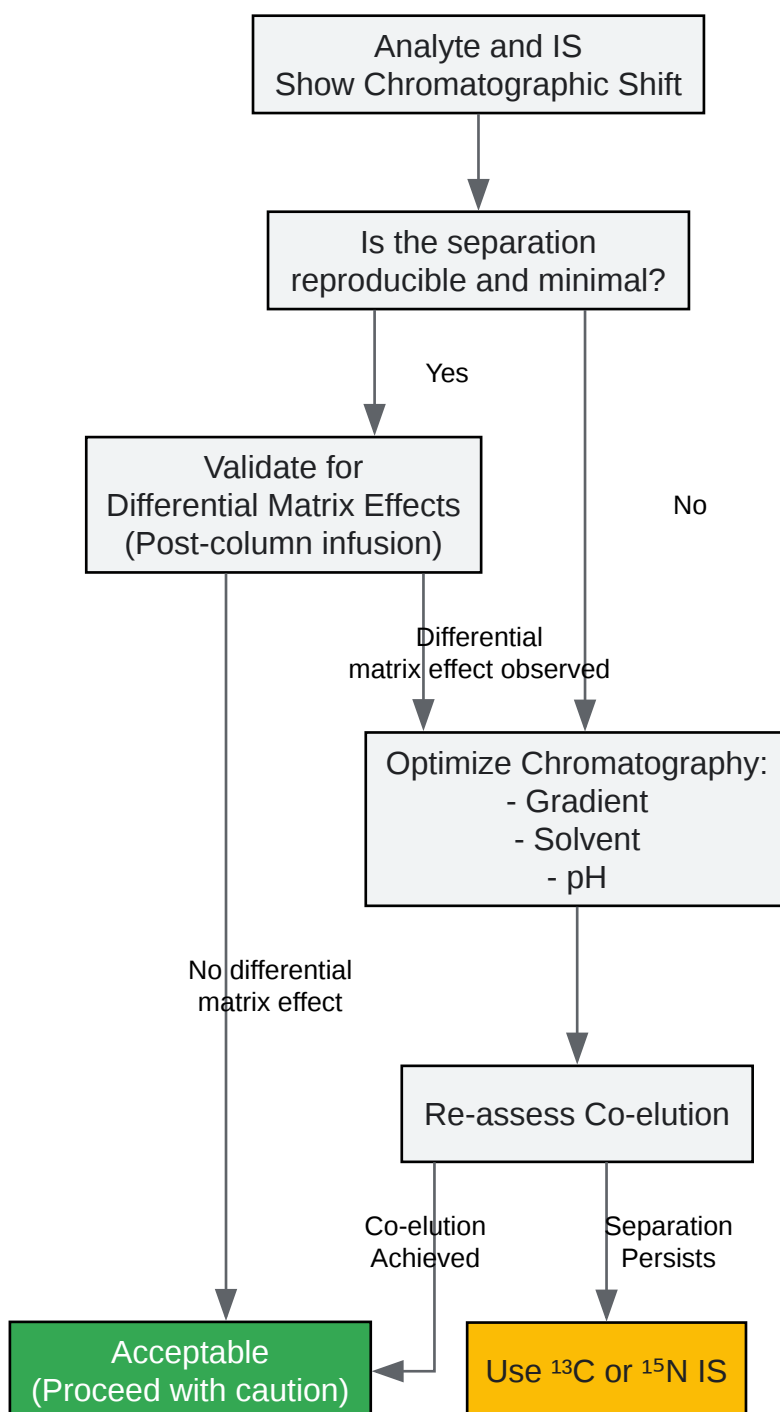 Analyte and IS
Show Chromatographic Shift
Is the separation
reproducible and minimal?
Yes
Validate for
Differential Matrix Effects
(Post-column infusion)
No
Differential
matrix effect observed
Optimize Chromatography:
- Gradient
- Solvent
- pH
No differential
matrix effect
Re-assess Co-elution
Co-elution
Achieved
Separation
Persists
Acceptable
(Proceed with caution)
Use ¹³C or ¹⁵N IS